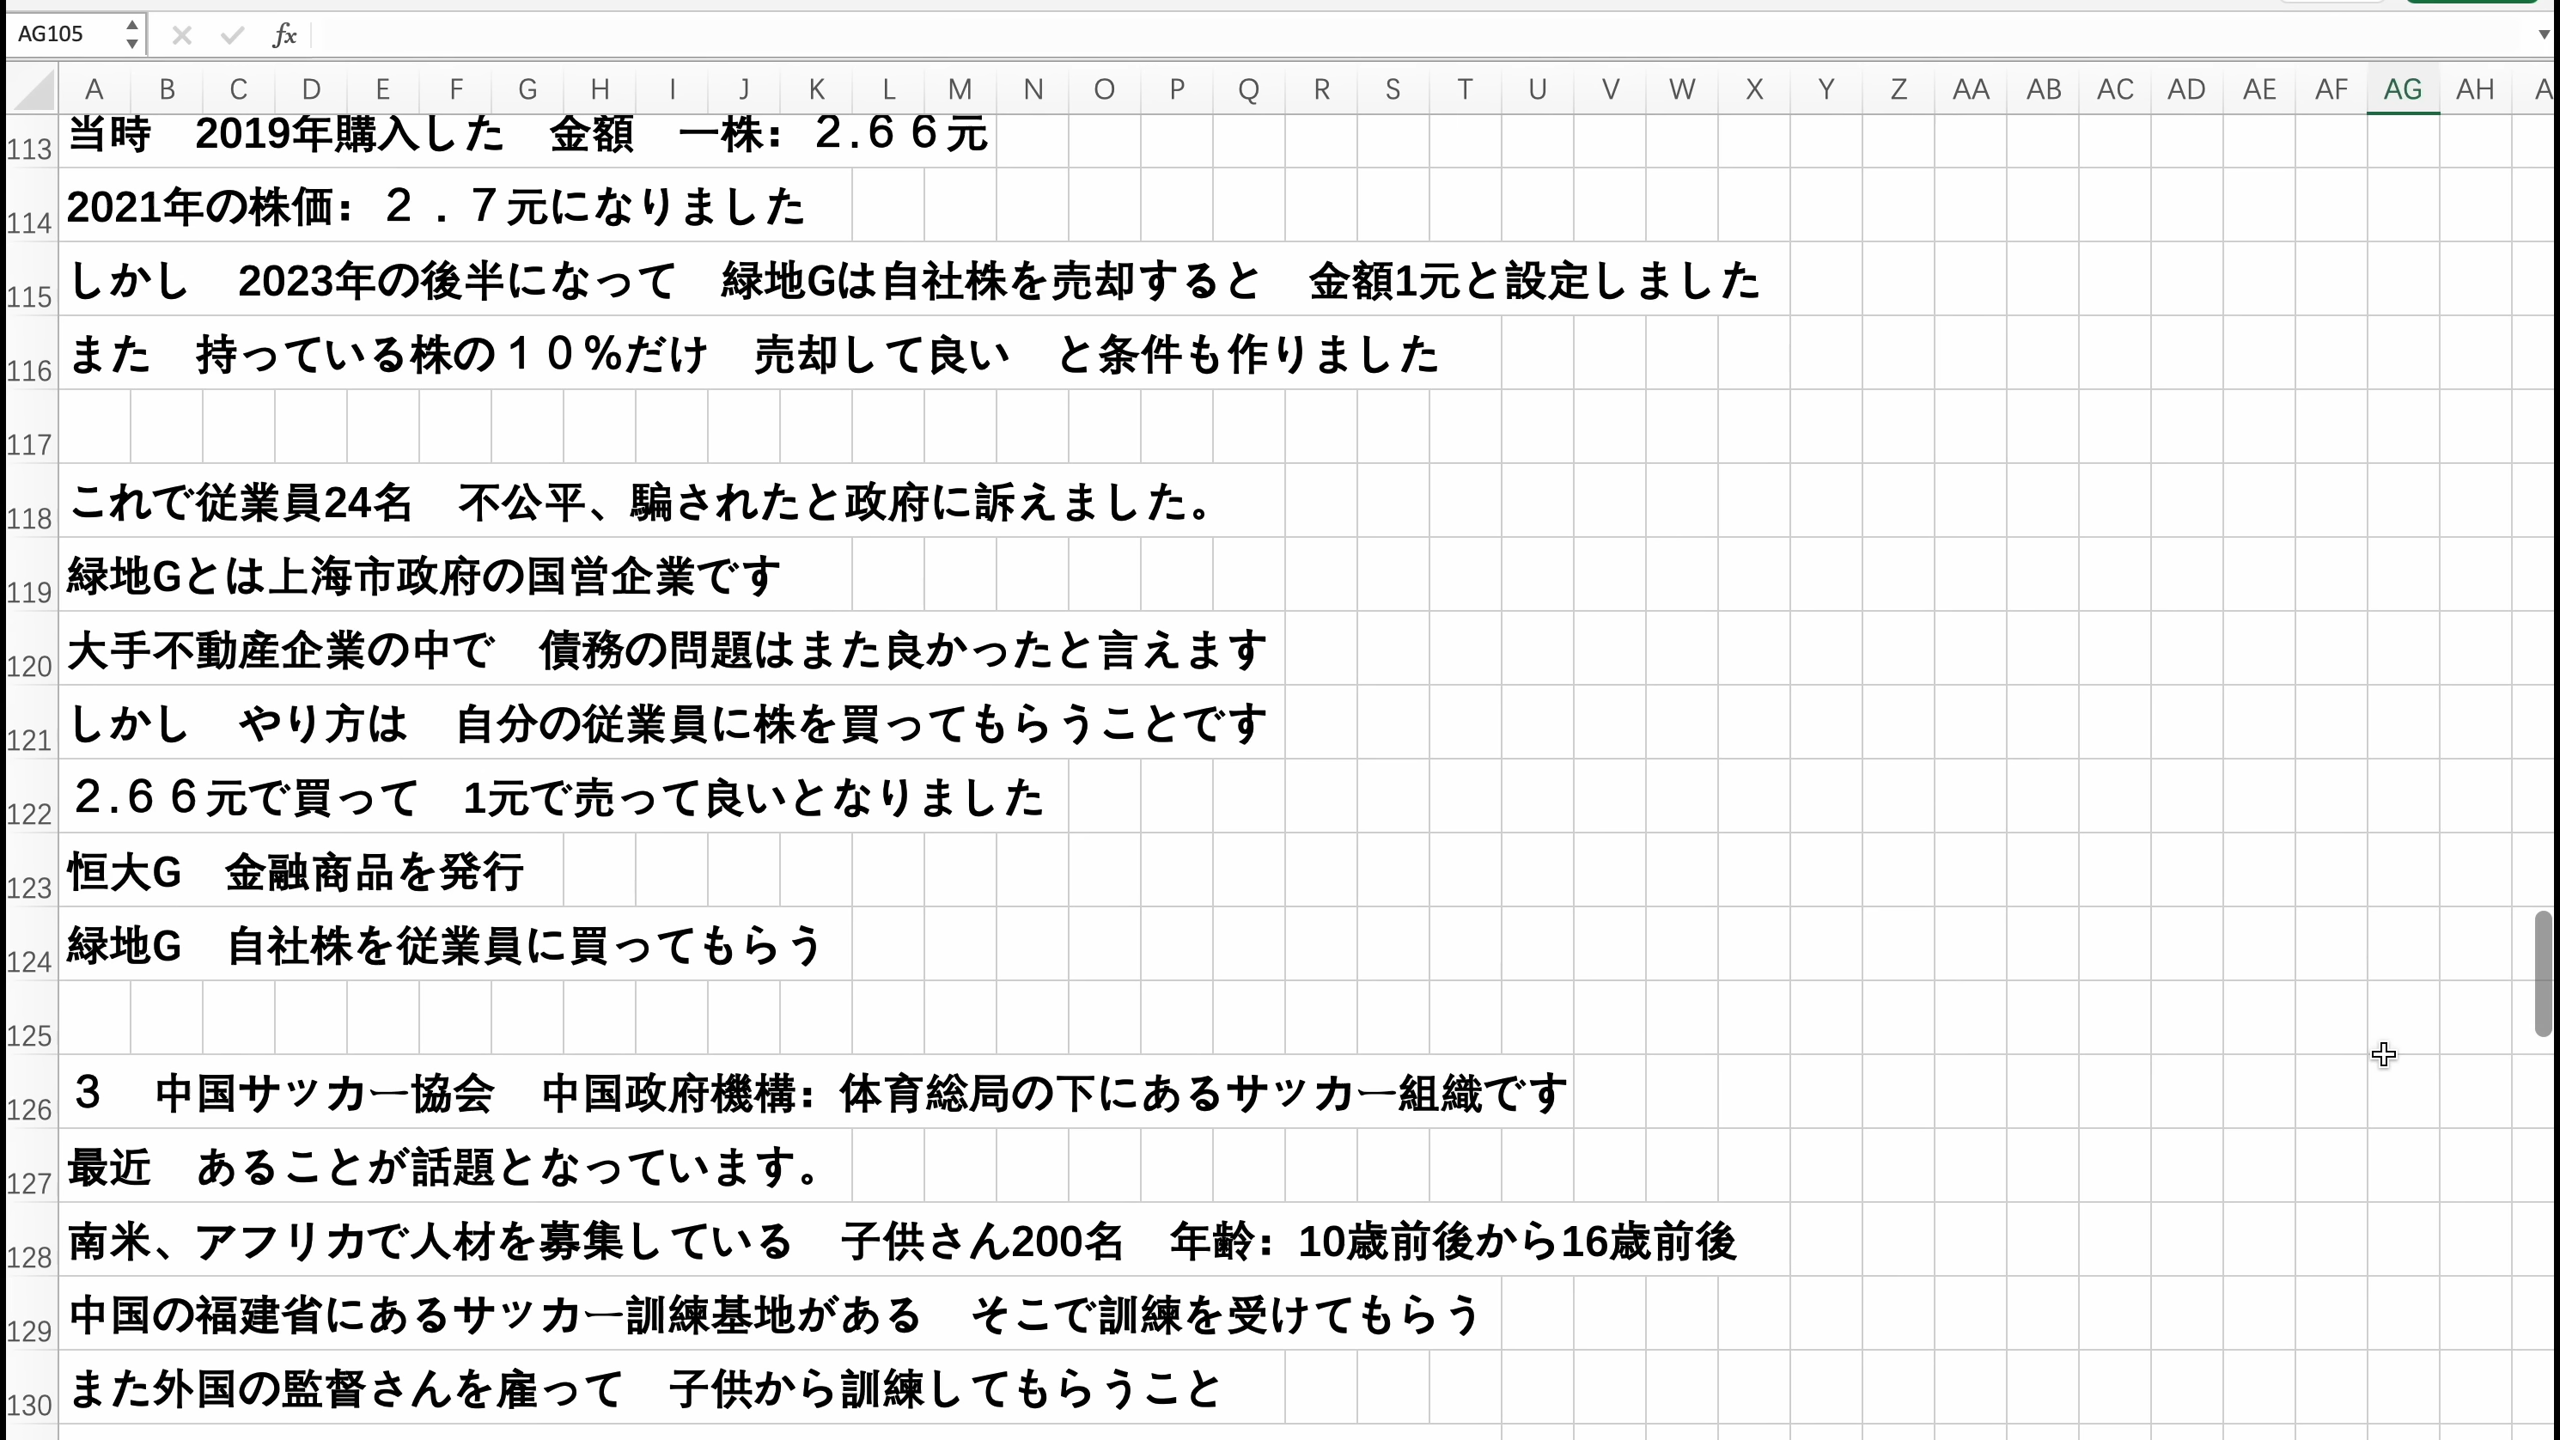 AG105 fx
A B C D E F G H I J K L M N O P Q R S T U V W X Y Z AA AB AC AD AE AF AG AH A
113 当時　2019年購入した　金額　一株：２.６６元
114 2021年の株価：２．７元になりました
115 しかし　2023年の後半になって　緑地Gは自社株を売却すると　金額1元と設定しました
116 また　持っている株の１０％だけ　売却して良い　と条件も作りました
117
118 これで従業員24名　不公平、騙されたと政府に訴えました。
119 緑地Gとは上海市政府の国営企業です
120 大手不動産企業の中で　債務の問題はまた良かったと言えます
121 しかし　やり方は　自分の従業員に株を買ってもらうことです
122 ２.６６元で買って　1元で売って良いとなりました
123 恒大G　金融商品を発行
124 緑地G　自社株を従業員に買ってもらう
125
126 ３　中国サッカー協会　中国政府機構：体育総局の下にあるサッカー組織です
127 最近　あることが話題となっています。
128 南米、アフリカで人材を募集している　子供さん200名　年齢：10歳前後から16歳前後
129 中国の福建省にあるサッカー訓練基地がある　そこで訓練を受けてもらう
130 また外国の監督さんを雇って　子供から訓練してもらうこと